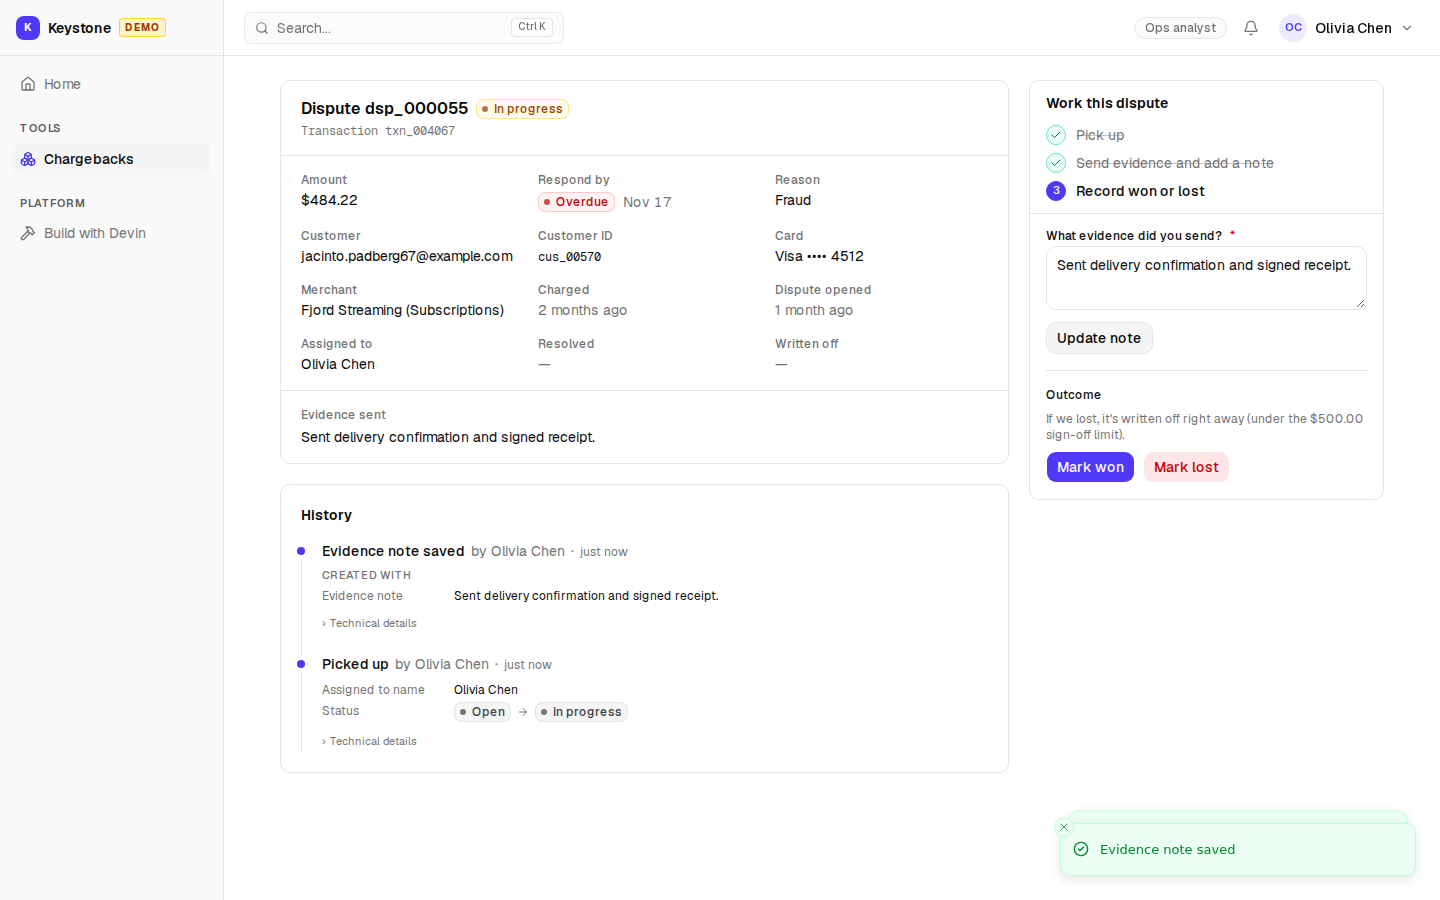 K Keystone DEMO
Search... Ctrl K
Ops analyst
OC Olivia Chen
Home
TOOLS
Chargebacks
PLATFORM
Build with Devin
Dispute dsp_000055 In progress
Transaction txn_004067
Amount Respond by Reason
$484.22 Overdue Nov 17 Fraud
Customer Customer ID Card
jacinto.padberg67@example.com cus_00570 Visa •••• 4512
Merchant Charged Dispute opened
Fjord Streaming (Subscriptions) 2 months ago 1 month ago
Assigned to Resolved Written off
Olivia Chen — —
Evidence sent
Sent delivery confirmation and signed receipt.
History
Evidence note saved by Olivia Chen · just now
CREATED WITH
Evidence note Sent delivery confirmation and signed receipt.
› Technical details
Picked up by Olivia Chen · just now
Assigned to name Olivia Chen
Status Open → In progress
› Technical details
Work this dispute
Pick up
Send evidence and add a note
3 Record won or lost
What evidence did you send? *
Sent delivery confirmation and signed receipt.
Update note
Outcome
If we lost, it's written off right away (under the $500.00
sign-off limit).
Mark won Mark lost
Evidence note saved